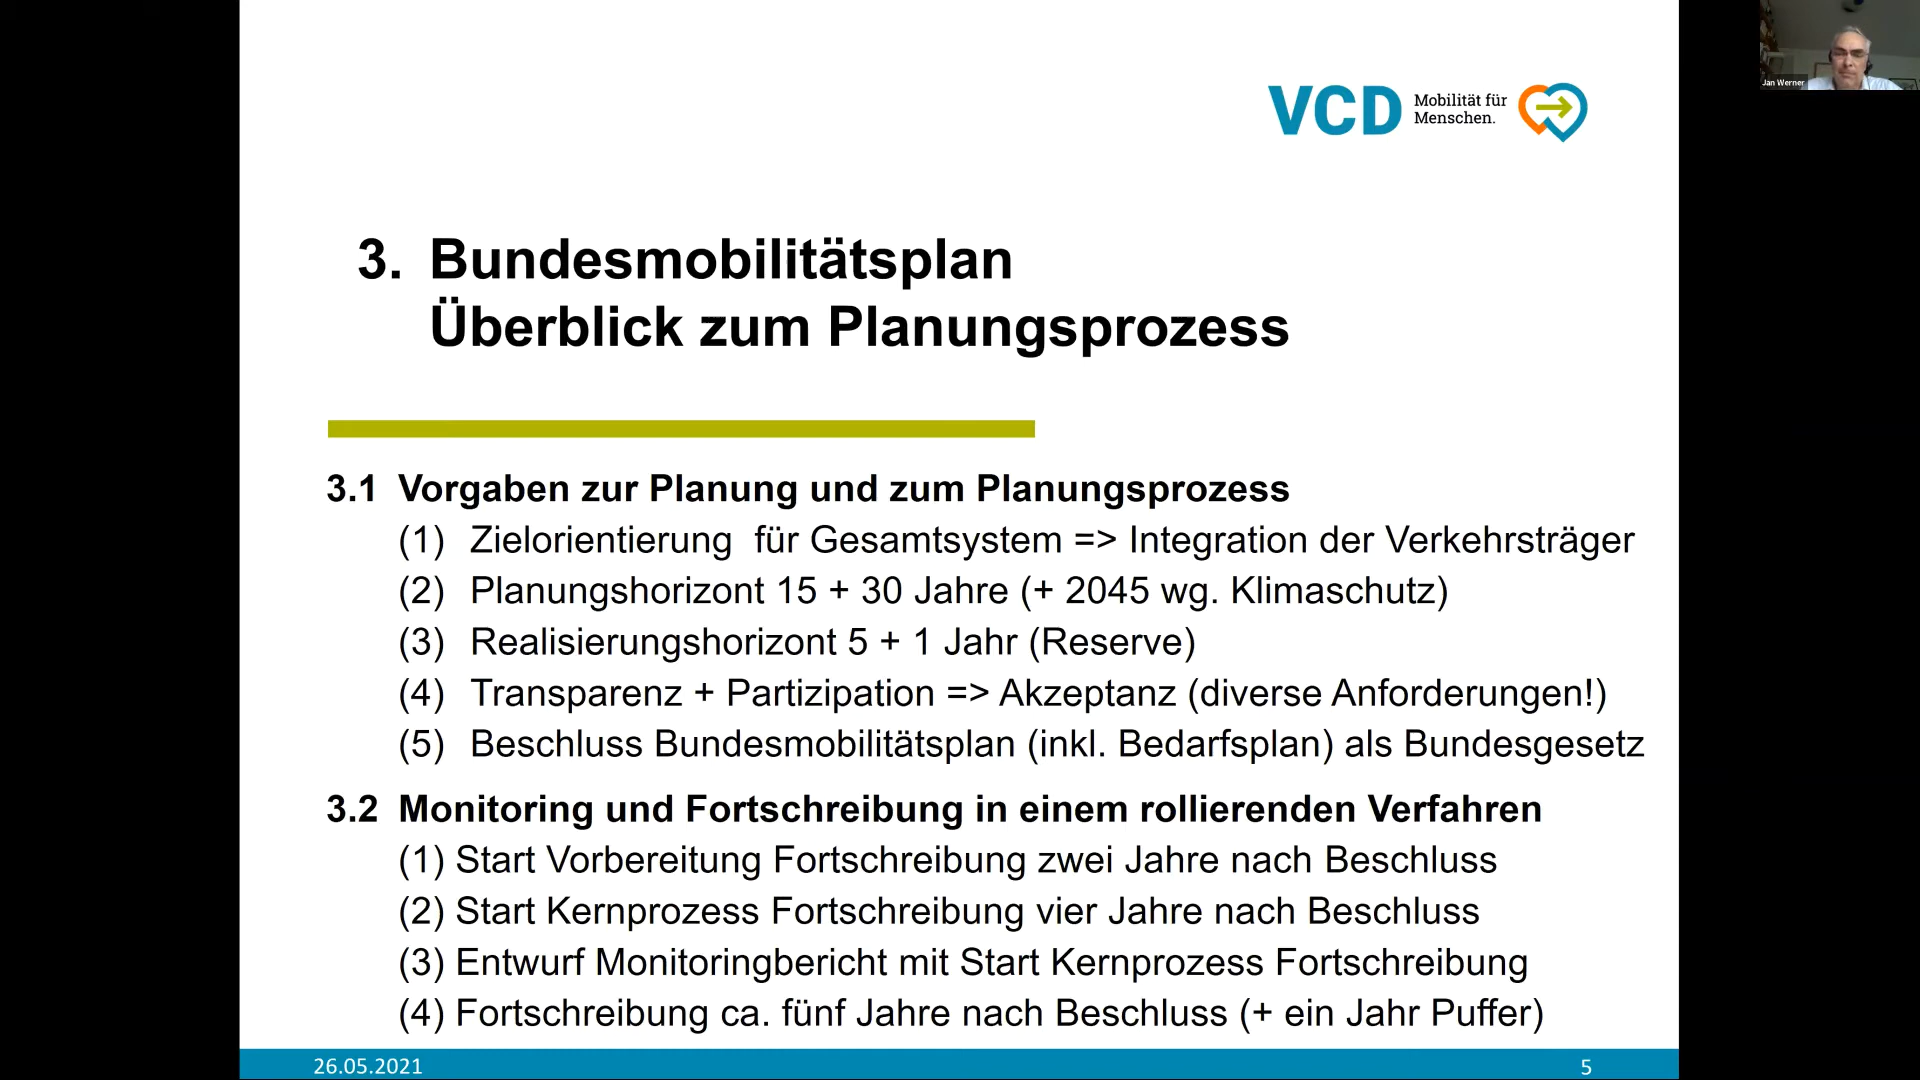 Jan Werner
VCD Mobilität für
Menschen.
3. Bundesmobilitätsplan
Überblick zum Planungsprozess
3.1 Vorgaben zur Planung und zum Planungsprozess
(1) Zielorientierung für Gesamtsystem => Integration der Verkehrsträger
(2) Planungshorizont 15 + 30 Jahre (+ 2045 wg. Klimaschutz)
(3) Realisierungshorizont 5 + 1 Jahr (Reserve)
(4) Transparenz + Partizipation => Akzeptanz (diverse Anforderungen!)
(5) Beschluss Bundesmobilitätsplan (inkl. Bedarfsplan) als Bundesgesetz
3.2 Monitoring und Fortschreibung in einem rollierenden Verfahren
(1) Start Vorbereitung Fortschreibung zwei Jahre nach Beschluss
(2) Start Kernprozess Fortschreibung vier Jahre nach Beschluss
(3) Entwurf Monitoringbericht mit Start Kernprozess Fortschreibung
(4) Fortschreibung ca. fünf Jahre nach Beschluss (+ ein Jahr Puffer)
26.05.2021 5